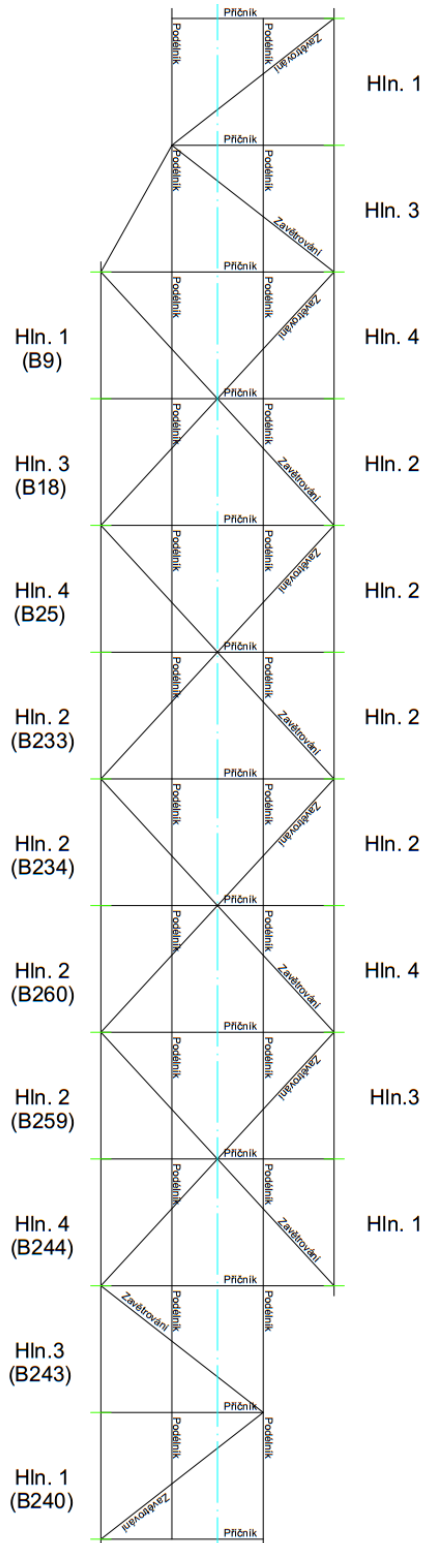 Příčník
Podélník
Podélník
Zavětrování
Hln. 1
Příčník
Podélník
Podélník
Zavětrování
Hln. 3
Příčník
Hln. 1
(B9)
Podélník
Podélník
Zavětrování
Hln. 4
Příčník
Hln. 3
(B18)
Podélník
Podélník
Zavětrování
Hln. 2
Příčník
Hln. 4
(B25)
Podélník
Podélník
Zavětrování
Hln. 2
Příčník
Hln. 2
(B233)
Podélník
Podélník
Zavětrování
Hln. 2
Příčník
Hln. 2
(B234)
Podélník
Podélník
Zavětrování
Hln. 2
Příčník
Hln. 2
(B260)
Podélník
Podélník
Zavětrování
Hln. 4
Příčník
Hln. 2
(B259)
Podélník
Podélník
Zavětrování
Hln.3
Příčník
Hln. 4
(B244)
Podélník
Podélník
Zavětrování
Hln. 1
Příčník
Hln.3
(B243)
Zavětrování
Podélník
Podélník
Příčník
Hln. 1
(B240)
Zavětrování
Podélník
Podélník
Příčník